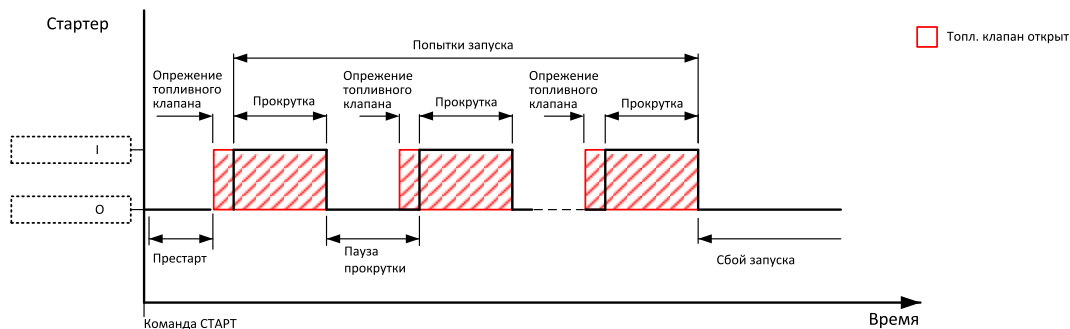 Стартер
Топл. клапан открыт
Попытки запуска
Опрежение
топливного
клапана
Прокрутка
Опрежение
топливного
клапана
Прокрутка
Опрежение
топливного
клапана
Прокрутка
I
O
Престарт
Пауза
прокрутки
Сбой запуска
Команда СТАРТ
Время